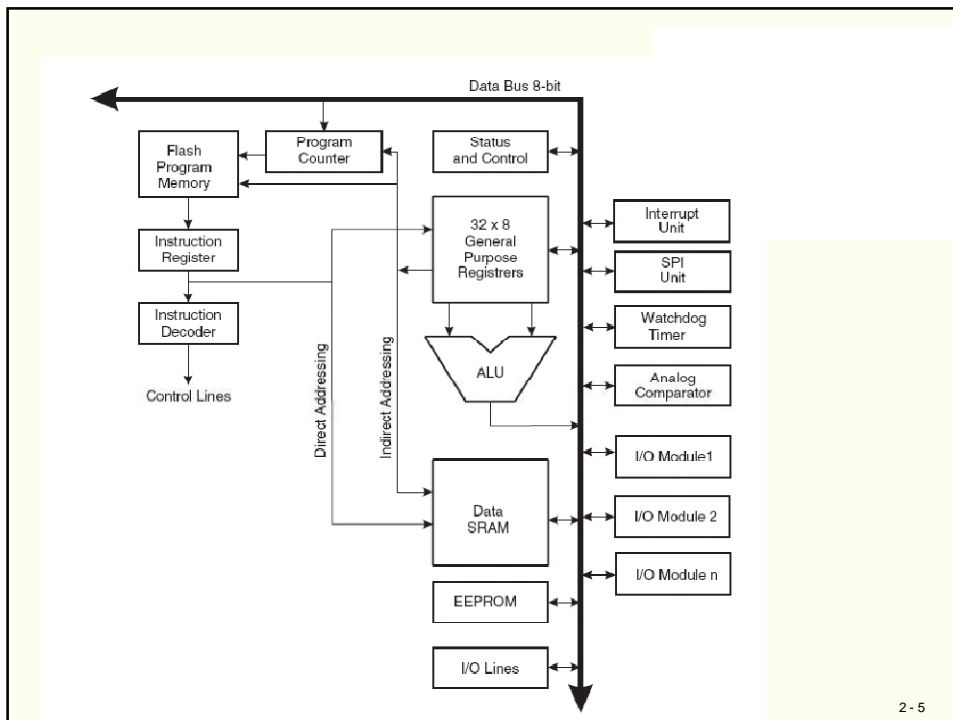 Data Bus 8-bit
Flash
Program
Memory
Program
Counter
Status
and Control
32 x 8
General
Purpose
Registrers
Instruction
Register
Instruction
Decoder
Control Lines
Direct Addressing
Indirect Addressing
ALU
Data
SRAM
EEPROM
I/O Lines
Interrupt
Unit
SPI
Unit
Watchdog
Timer
Analog
Comparator
I/O Module1
I/O Module 2
I/O Module n
2 - 5